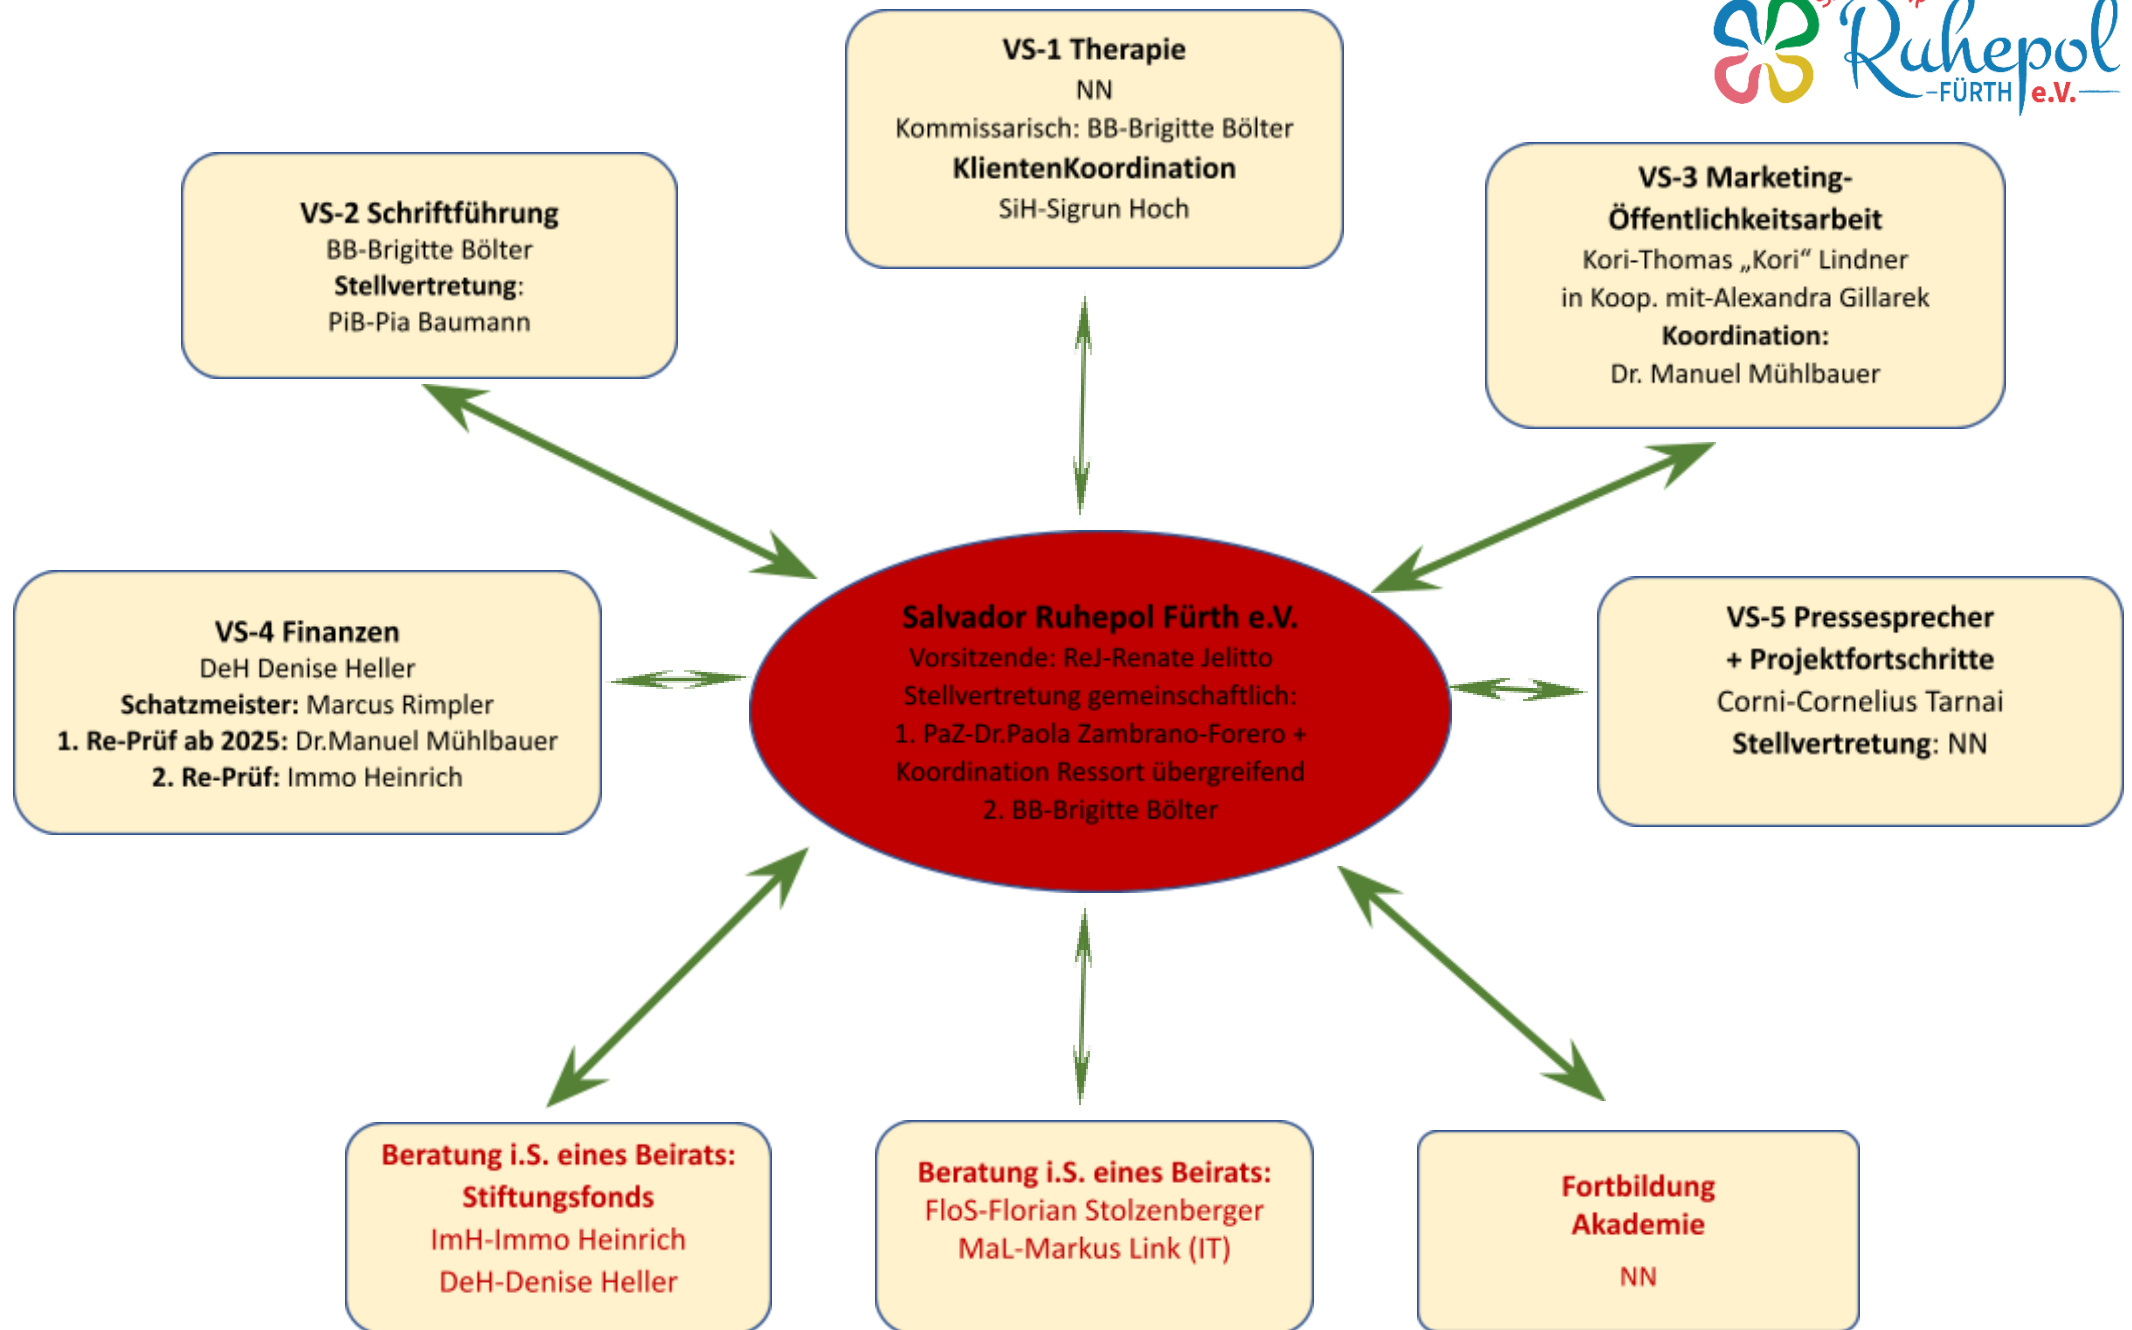 Ruhepol
FÜRTH e.V.
VS-1 Therapie
NN
Kommissarisch: BB-Brigitte Bölter
KlientenKoordination
SiH-Sigrun Hoch
VS-2 Schriftführung
BB-Brigitte Bölter
Stellvertretung:
PiB-Pia Baumann
VS-3 Marketing-
Öffentlichkeitsarbeit
Kori-Thomas „Kori“ Lindner
in Koop. mit-Alexandra Gillarek
Koordination:
Dr. Manuel Mühlbauer
VS-4 Finanzen
DeH Denise Heller
Schatzmeister: Marcus Rimpler
1. Re-Prüf ab 2025: Dr.Manuel Mühlbauer
2. Re-Prüf: Immo Heinrich
Salvador Ruhepol Fürth e.V.
Vorsitzende: ReJ-Renate Jelitto
Stellvertretung gemeinschaftlich:
1. PaZ-Dr.Paola Zambrano-Forero +
Koordination Ressort übergreifend
2. BB-Brigitte Bölter
VS-5 Pressesprecher
+ Projektfortschritte
Corni-Cornelius Tarnai
Stellvertretung: NN
Beratung i.S. eines Beirats:
Stiftungsfonds
ImH-Immo Heinrich
DeH-Denise Heller
Beratung i.S. eines Beirats:
FloS-Florian Stolzenberger
MaL-Markus Link (IT)
Fortbildung
Akademie
NN